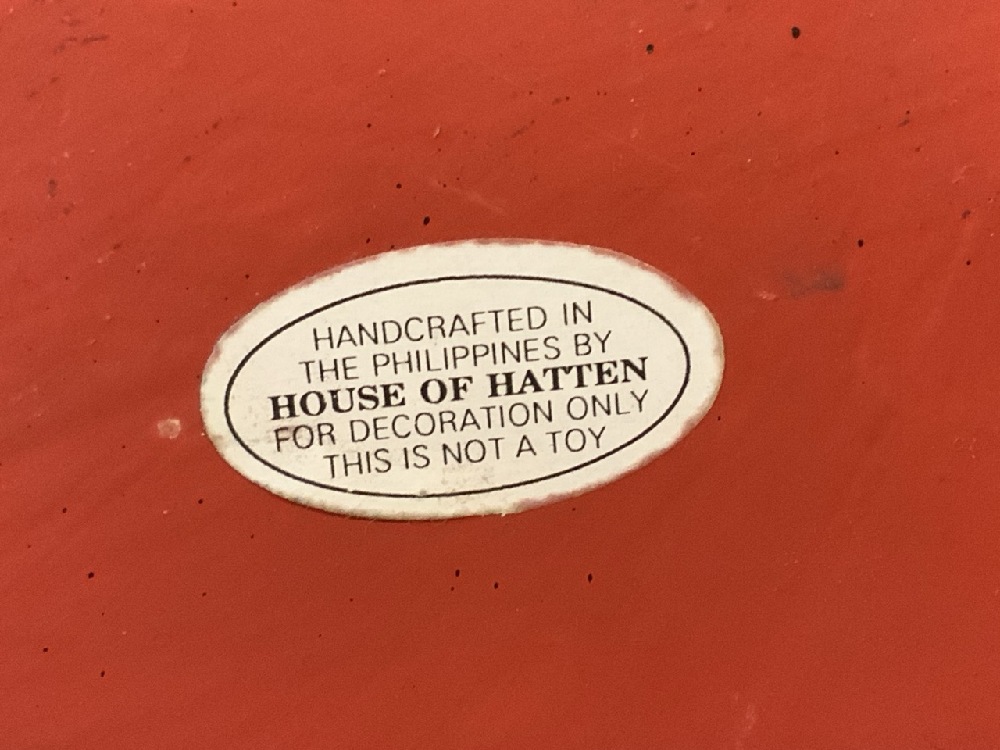 HANDCRAFTED IN
THE PHILIPPINES BY
HOUSE OF HATTEN
FOR DECORATION ONLY
THIS IS NOT A TOY